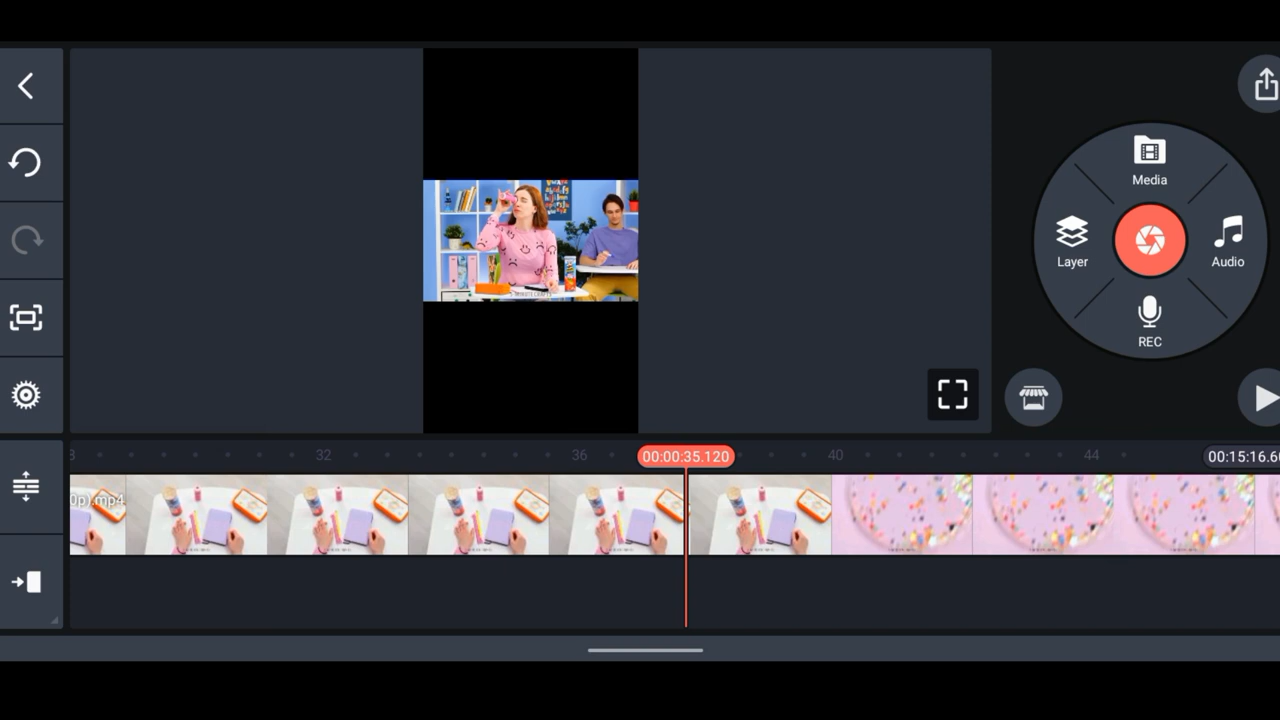 Media
Layer
Audio
REC
32
36
00:00:35.120
40
44
00:15:16.6
0p).mp4